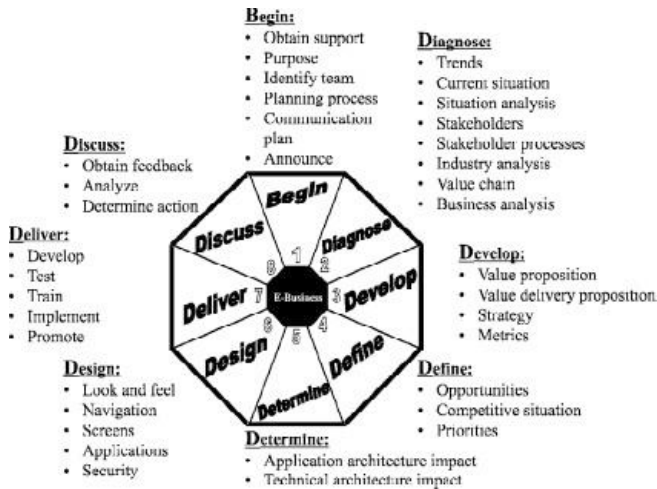 Begin:
• Obtain support
• Purpose
• Identify team
• Planning process
• Communication
plan
• Announce
Diagnose:
• Trends
• Current situation
• Situation analysis
• Stakeholders
• Stakeholder processes
• Industry analysis
• Value chain
• Business analysis
Develop:
• Value proposition
• Value delivery proposition
• Strategy
• Metrics
Define:
• Opportunities
• Competitive situation
• Priorities
Determine:
• Application architecture impact
• Technical architecture impact
Design:
• Look and feel
• Navigation
• Screens
• Applications
• Security
Deliver:
• Develop
• Test
• Train
• Implement
• Promote
Discuss:
• Obtain feedback
• Analyze
• Determine action
Begin
1
Diagnose
2
Develop
3
Define
4
Determine
5
Design
6
Deliver
7
Discuss
8
E-Business